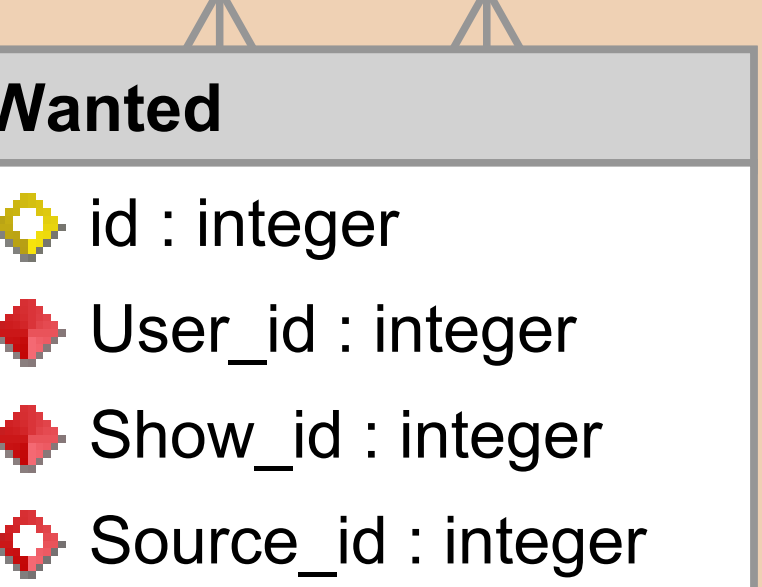 Wanted
id : integer
User_id : integer
Show_id : integer
Source_id : integer